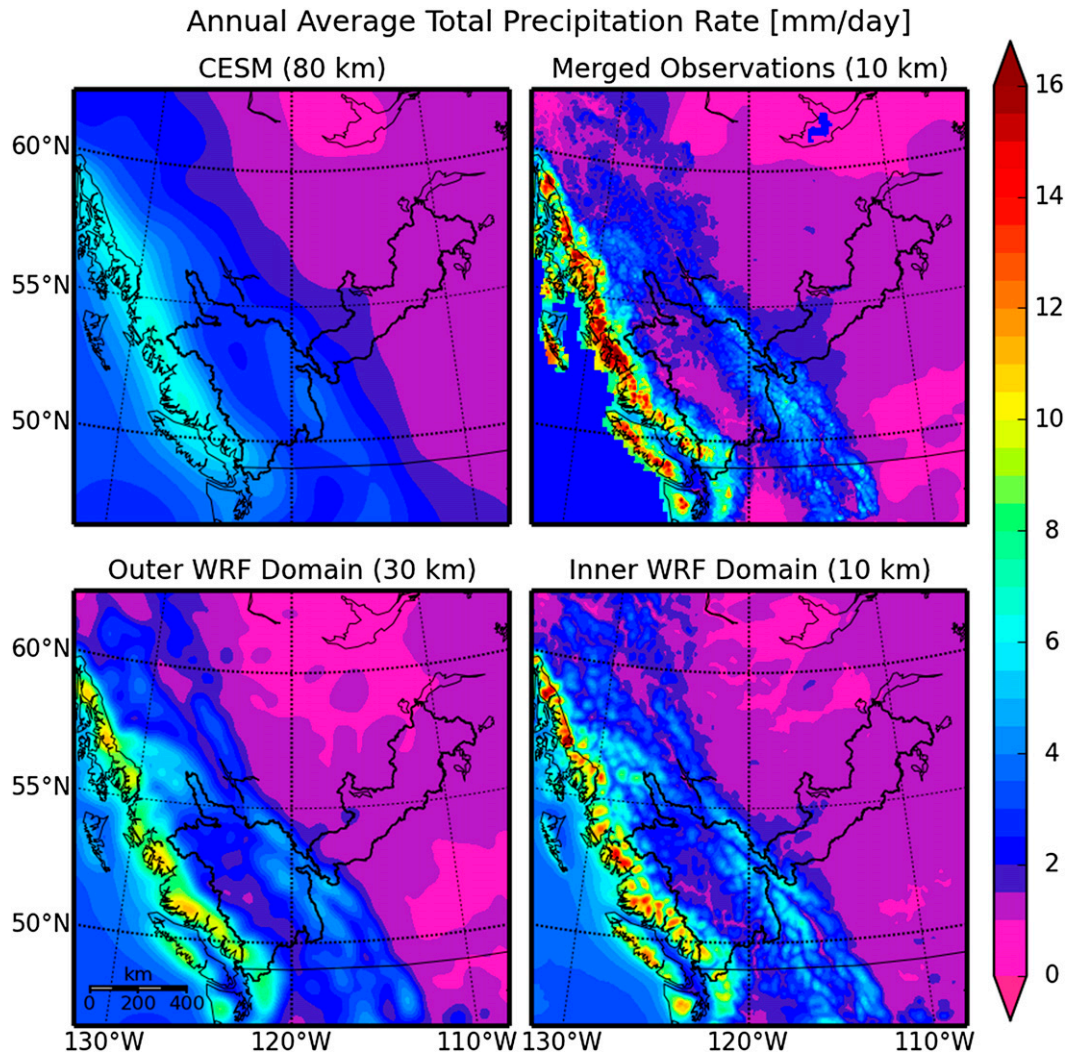 Annual Average Total Precipitation Rate [mm/day]
CESM (80 km)
Merged Observations (10 km)
60°N
55°N
50°N
Outer WRF Domain (30 km)
Inner WRF Domain (10 km)
60°N
55°N
50°N
km
0 200 400
130°W 120°W 110°W
130°W 120°W 110°W
16
14
12
10
8
6
4
2
0